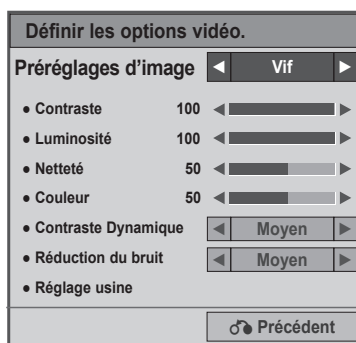 Définir les options vidéo.
Préréglages d'image ◄ Vif ►
● Contraste 100
● Luminosité 100
● Netteté 50
● Couleur 50
● Contraste Dynamique ◄ Moyen ►
● Réduction du bruit ◄ Moyen ►
● Réglage usine
Précédent